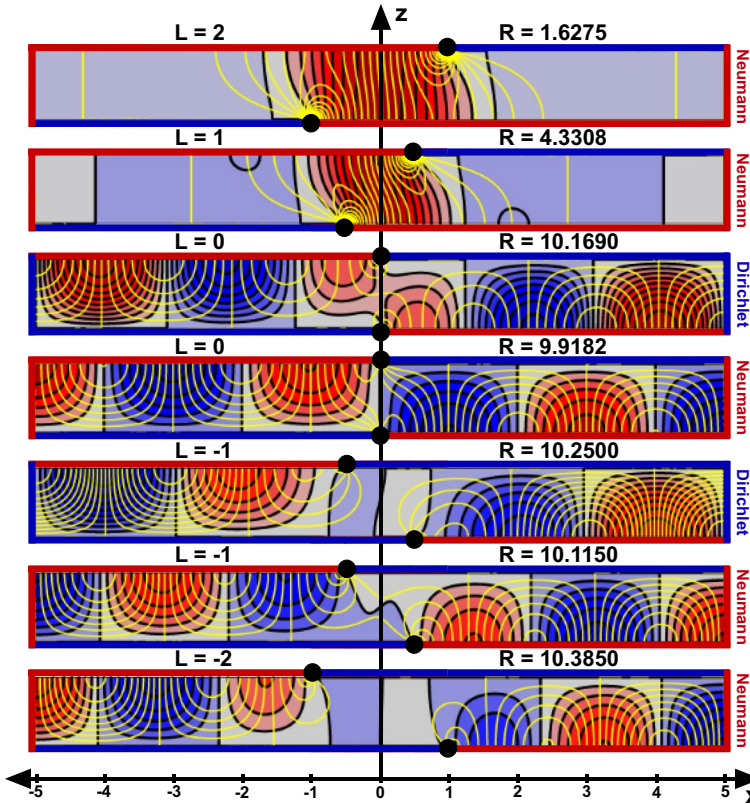 z
L = 2 R = 1.6275
Neumann
L = 1 R = 4.3308
Neumann
L = 0 R = 10.1690
Dirichlet
L = 0 R = 9.9182
Neumann
L = -1 R = 10.2500
Dirichlet
L = -1 R = 10.1150
Neumann
L = -2 R = 10.3850
Neumann
-5 -4 -3 -2 -1 0 1 2 3 4 5 x